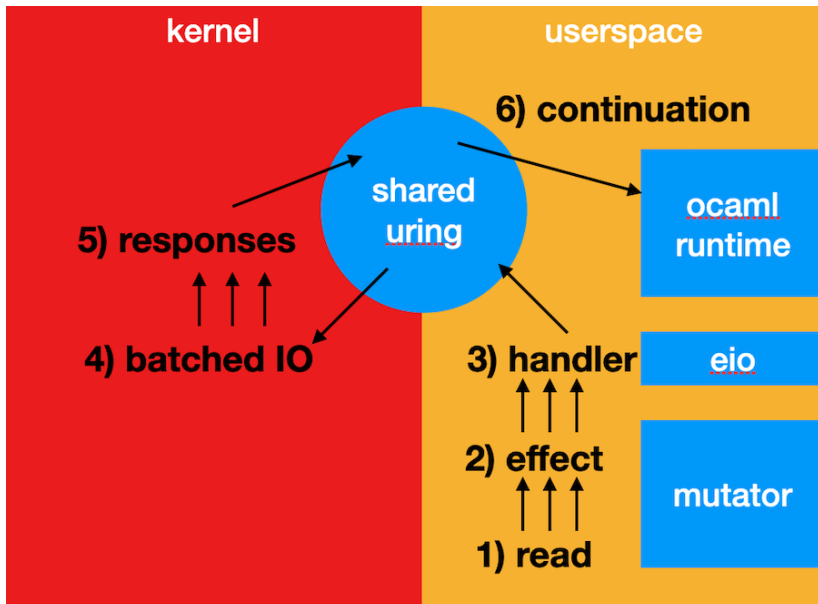 kernel
userspace
6) continuation
shared
uring
ocaml
runtime
5) responses
4) batched IO
3) handler
eio
2) effect
mutator
1) read